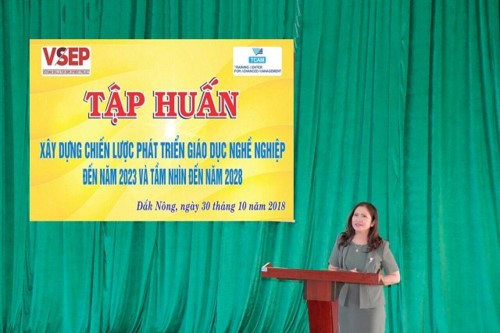 VSEP
TCAM
TRAINING CENTER
FOR ADVANCED MANAGEMENT
TẬP HUẤN
XÂY DỰNG CHIẾN LƯỢC PHÁT TRIỂN GIÁO DỤC NGHỀ NGHIỆP
ĐẾN NĂM 2023 VÀ TẦM NHÌN ĐẾN NĂM 2028
Đắk Nông, ngày 30 tháng 10 năm 2018